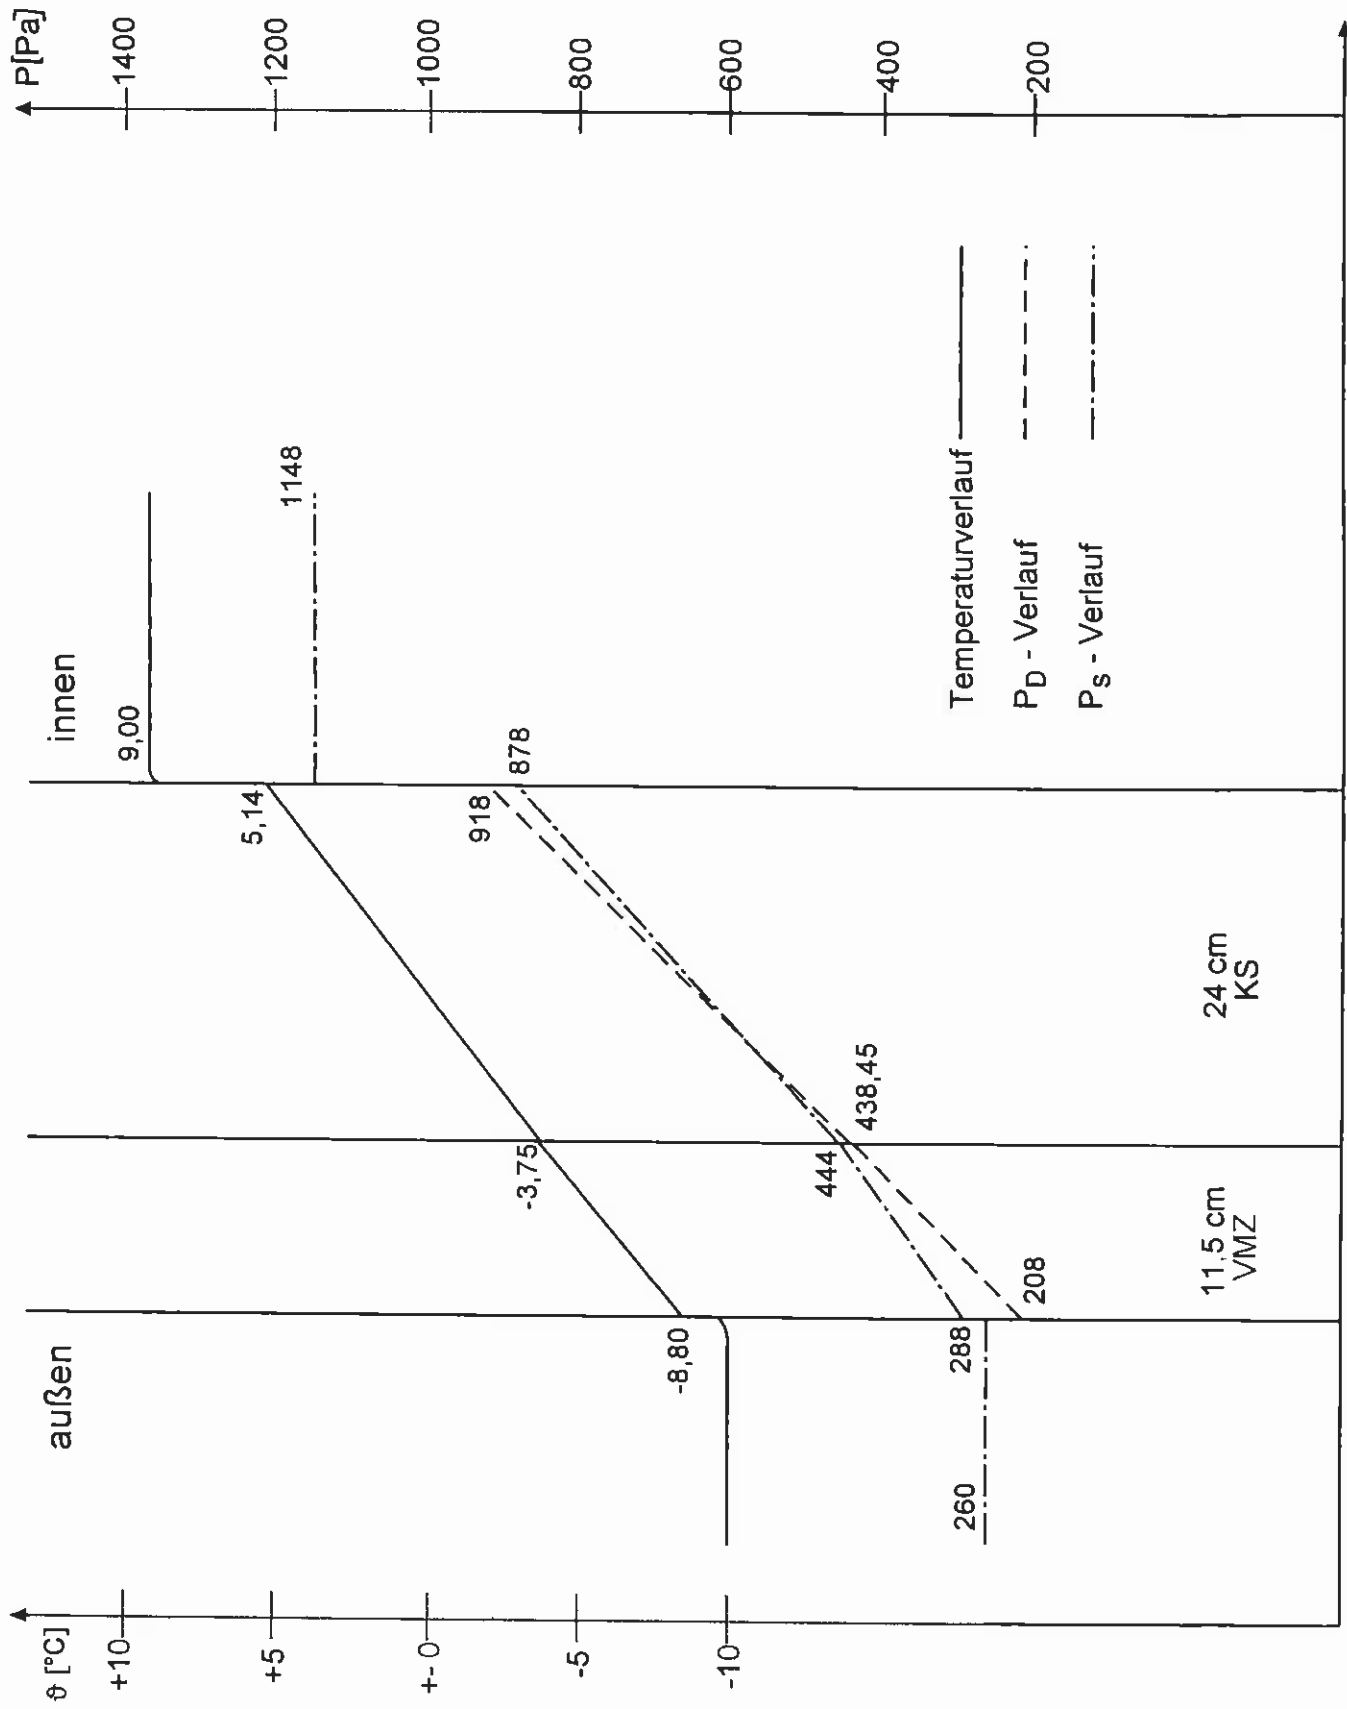 ϑ [°C]
+10
+5
+- 0
-5
-10
außen
innen
P[Pa]
1400
1200
1000
800
600
400
200
9,00
5,14
-3,75
-8,80
1148
918
878
444
438,45
288
208
260
11,5 cm
VMZ
24 cm
KS
Temperaturverlauf
PD - Verlauf
Ps - Verlauf